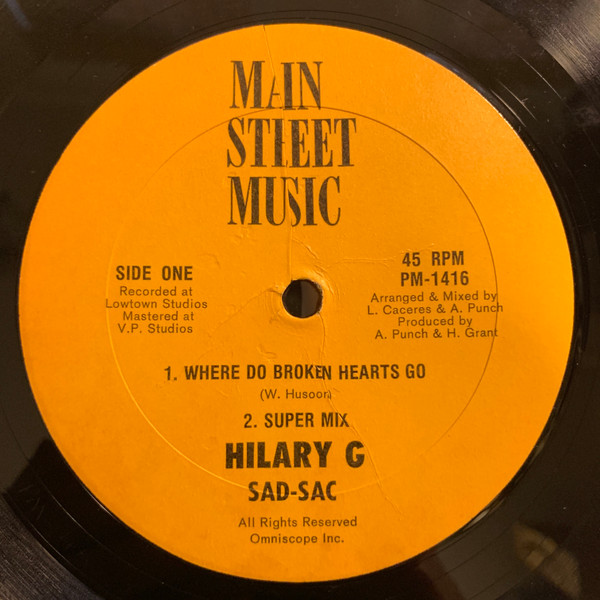 MAIN
STREET
MUSIC
SIDE ONE
Recorded at
Lowtown Studios
Mastered at
V.P. Studios
45 RPM
PM-1416
Arranged & Mixed by
L. Caceres & A. Punch
Produced by
A. Punch & H. Grant
1. WHERE DO BROKEN HEARTS GO
(W. Husoon)
2. SUPER MIX
HILARY G
SAD-SAC
All Rights Reserved
Omniscope Inc.